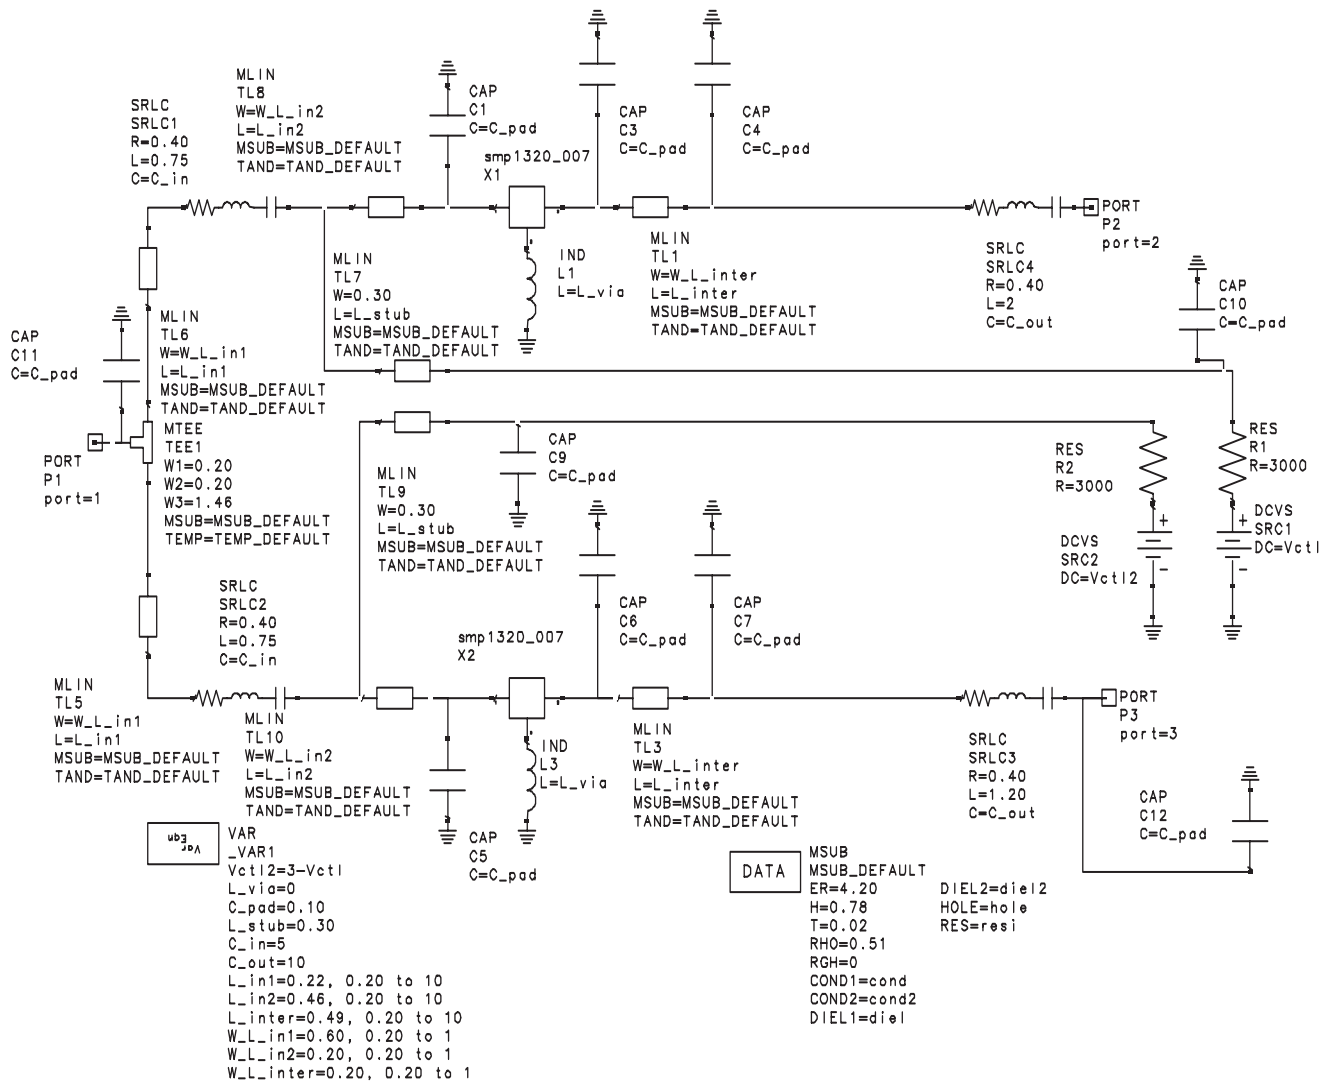 MLIN
TL8
W=W_L_in2
L=L_in2
MSUB=MSUB_DEFAULT
TAND=TAND_DEFAULT
SRLC
SRLC1
R=0.40
L=0.75
C=C_in
CAP
C1
C=C_pad
CAP
C3
C=C_pad
CAP
C4
C=C_pad
smp1320_007
X1
PORT
P2
port=2
MLIN
TL7
W=0.30
L=L_stub
MSUB=MSUB_DEFAULT
TAND=TAND_DEFAULT
IND
L1
L=L_via
MLIN
TL1
W=W_L_inter
L=L_inter
MSUB=MSUB_DEFAULT
TAND=TAND_DEFAULT
SRLC
SRLC4
R=0.40
L=2
C=C_out
CAP
C10
C=C_pad
CAP
C11
C=C_pad
MLIN
TL6
W=W_L_in1
L=L_in1
MSUB=MSUB_DEFAULT
TAND=TAND_DEFAULT
MTEE
TEE1
W1=0.20
W2=0.20
W3=1.46
MSUB=MSUB_DEFAULT
TEMP=TEMP_DEFAULT
PORT
P1
port=1
MLIN
TL9
W=0.30
L=L_stub
MSUB=MSUB_DEFAULT
TAND=TAND_DEFAULT
CAP
C9
C=C_pad
RES
R2
R=3000
RES
R1
R=3000
DCVS
SRC2
DC=Vctl2
+
-
DCVS
SRC1
DC=Vctl
+
-
SRLC
SRLC2
R=0.40
L=0.75
C=C_in
smp1320_007
X2
CAP
C6
C=C_pad
CAP
C7
C=C_pad
MLIN
TL5
W=W_L_in1
L=L_in1
MSUB=MSUB_DEFAULT
TAND=TAND_DEFAULT
MLIN
TL10
W=W_L_in2
L=L_in2
MSUB=MSUB_DEFAULT
TAND=TAND_DEFAULT
IND
L3
L=L_via
MLIN
TL3
W=W_L_inter
L=L_inter
MSUB=MSUB_DEFAULT
TAND=TAND_DEFAULT
SRLC
SRLC3
R=0.40
L=1.20
C=C_out
PORT
P3
port=3
CAP
C12
C=C_pad
CAP
C5
C=C_pad
Var
Eqn
VAR
_VAR1
Vctl2=3-Vctl
L_via=0
C_pad=0.10
L_stub=0.30
C_in=5
C_out=10
L_in1=0.22, 0.20 to 10
L_in2=0.46, 0.20 to 10
L_inter=0.49, 0.20 to 10
W_L_in1=0.60, 0.20 to 1
W_L_in2=0.20, 0.20 to 1
W_L_inter=0.20, 0.20 to 1
DATA
MSUB
MSUB_DEFAULT
ER=4.20 DIEL2=diel2
H=0.78 HOLE=hole
T=0.02 RES=resi
RHO=0.51
RGH=0
COND1=cond
COND2=cond2
DIEL1=diel